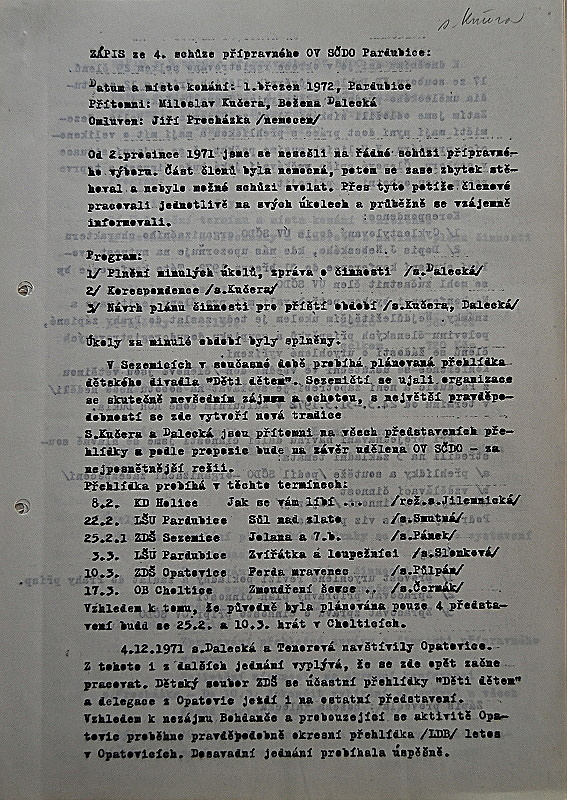 s. Kučera
ZÁPIS ze 4. schůze přípravného OV SČDO Pardubice:
Datum a místo konání: 1.březen 1972, Pardubice
Přítomni: Miloslav Kučera, Božena Dalecká
Omluven: Jiří Procházka /nemocen/
Od 2.prosince 1971 jsme se nesešli na řádné schůzi přípravné-
ho výboru. Část členů byla nemocná, potom se zase zbytek stě-
hoval a nebylo možné schůzi svolat. Přes tyto potíže členové
pracovali jednotlivě na svých úkolech a průběžně se vzájemně
informovali.
Program:
1/ Plnění minulých úkolů, zpráva o činnosti /s.Dalecká/
2/ Korespondence /s.Kučera/
3/ Návrh plánu činnosti pro příští období /s.Kučera, Dalecká/
Úkoly za minulé období byly splněny.
V Sezemicích v současné době probíhá plánovaná přehlídka
dětského divadla "Děti dětem". Sezemičtí se ujali organizace
se skutečně nevšedním zájmem a ochotou, s největší pravděpo-
dobností se zde vytvoří nová tradice
S.Kučera a Dalecká jsou přítomni na všech představeních pře-
hlídky a podle propozic bude na závěr udělena OV SČDO - za
nejpesnětnější režii.
Přehlídka probíhá v těchto termínech:
8.2. KD Holice Jak se vám líbí ... /rež.s.Jilemnická/
22.2. LŠU Pardubice Sůl nad zlato /s.Smutná/
25.2.1 ZDŠ Sezemice Jolana a 7.b. /s.Pánek/
3.3. LŠU Pardubice Zvířátka a loupežníci /s.Slonková/
10.3. ZDŠ Opatovice Ferda mravenec /s.Půlpán/
17.3. OB Choltice Zmoudření ševce .. /s.Čermák/
Vzhledem k tomu, že původně byla plánována pouze 4 předsta-
vení budd se 25.2. a 10.3. hrát v Cholticích.
4.12.1971 s.Dalecká a Tenorová navštívily Opatovice.
Z tohoto i z dalších jednání vyplývá, že se zde opět začne
pracovat. Dětský soubor ZDŠ se účastní přehlídky "Děti dětem"
a delegace z Opatovic jezdí i na ostatní představení.
Vzhledem k nezájmu Bohdanče a probouzející se aktivitě Opa-
tovic proběhne pravděpodobně okresní přehlídka /LDB/ letos
v Opatovicích. Dosavadní jednání probíhala úspěšně.